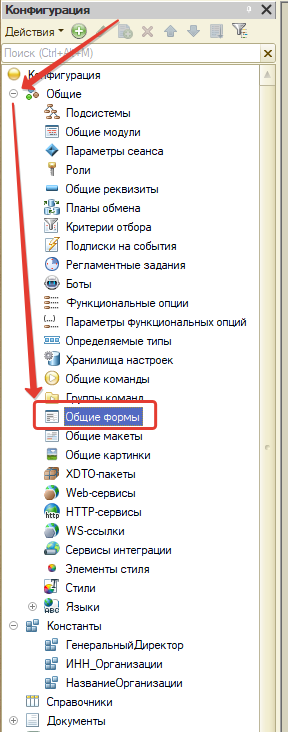 Конфигурация
Действия
Поиск (Ctrl+Alt+M)
Конфигурация
Общие
Подсистемы
Общие модули
Параметры сеанса
Роли
Общие реквизиты
Планы обмена
Критерии отбора
Подписки на события
Регламентные задания
Боты
Функциональные опции
(...) Параметры функциональных опций
Определяемые типы
Хранилища настроек
Общие команды
Группы команд
Общие формы
Общие макеты
Общие картинки
XDTO-пакеты
Web-сервисы
http HTTP-сервисы
WS-ссылки
Сервисы интеграции
Элементы стиля
Стили
ABC Языки
Константы
ГенеральныйДиректор
ИНН_Организации
НазваниеОрганизации
Справочники
Документы